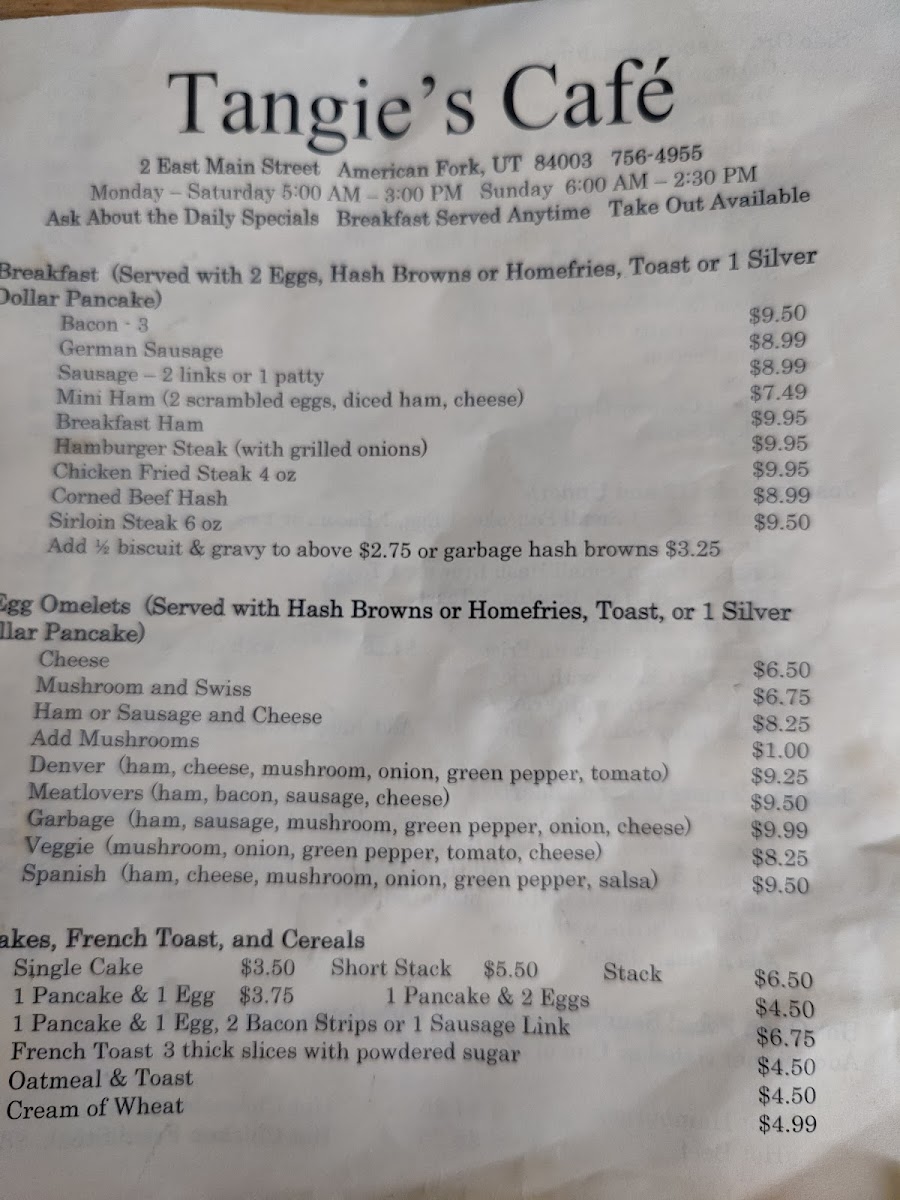 Tangie's Café
2 East Main Street American Fork, UT 84003 756-4955
Monday – Saturday 5:00 AM – 3:00 PM Sunday 6:00 AM – 2:30 PM
Ask About the Daily Specials Breakfast Served Anytime Take Out Available
Breakfast (Served with 2 Eggs, Hash Browns or Homefries, Toast or 1 Silver
Dollar Pancake)
Bacon - 3 $9.50
German Sausage $8.99
Sausage – 2 links or 1 patty $8.99
Mini Ham (2 scrambled eggs, diced ham, cheese) $7.49
Breakfast Ham $9.95
Hamburger Steak (with grilled onions) $9.95
Chicken Fried Steak 4 oz $9.95
Corned Beef Hash $8.99
Sirloin Steak 6 oz $9.50
Add ½ biscuit & gravy to above $2.75 or garbage hash browns $3.25
Egg Omelets (Served with Hash Browns or Homefries, Toast, or 1 Silver
llar Pancake)
Cheese $6.50
Mushroom and Swiss $6.75
Ham or Sausage and Cheese $8.25
Add Mushrooms $1.00
Denver (ham, cheese, mushroom, onion, green pepper, tomato) $9.25
Meatlovers (ham, bacon, sausage, cheese) $9.50
Garbage (ham, sausage, mushroom, green pepper, onion, cheese) $9.99
Veggie (mushroom, onion, green pepper, tomato, cheese) $8.25
Spanish (ham, cheese, mushroom, onion, green pepper, salsa) $9.50
akes, French Toast, and Cereals
Single Cake $3.50 Short Stack $5.50 Stack $6.50
1 Pancake & 1 Egg $3.75 1 Pancake & 2 Eggs $4.50
1 Pancake & 1 Egg, 2 Bacon Strips or 1 Sausage Link $6.75
French Toast 3 thick slices with powdered sugar $4.50
Oatmeal & Toast $4.50
Cream of Wheat $4.99